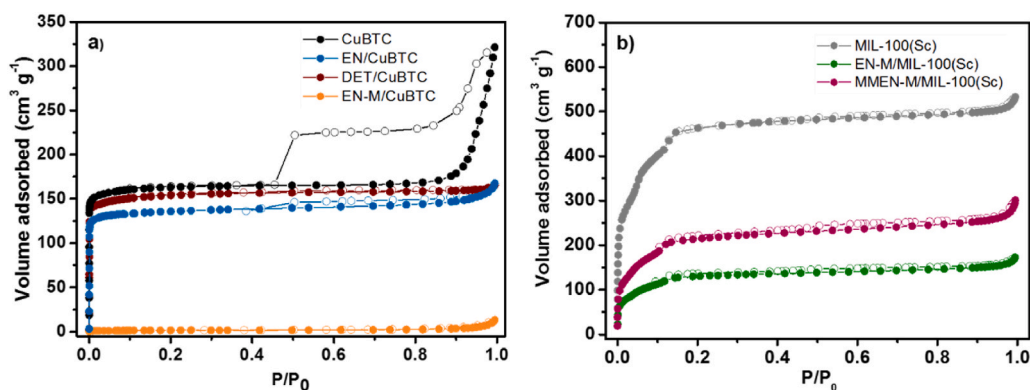 a)
CuBTC
EN/CuBTC
DET/CuBTC
EN-M/CuBTC
Volume adsorbed (cm³ g⁻¹)
350
300
250
200
150
100
50
0
0.0 0.2 0.4 0.6 0.8 1.0
P/P₀
b)
MIL-100(Sc)
EN-M/MIL-100(Sc)
MMEN-M/MIL-100(Sc)
Volume adsorbed (cm³ g⁻¹)
700
600
500
400
300
200
100
0
0.0 0.2 0.4 0.6 0.8 1.0
P/P₀